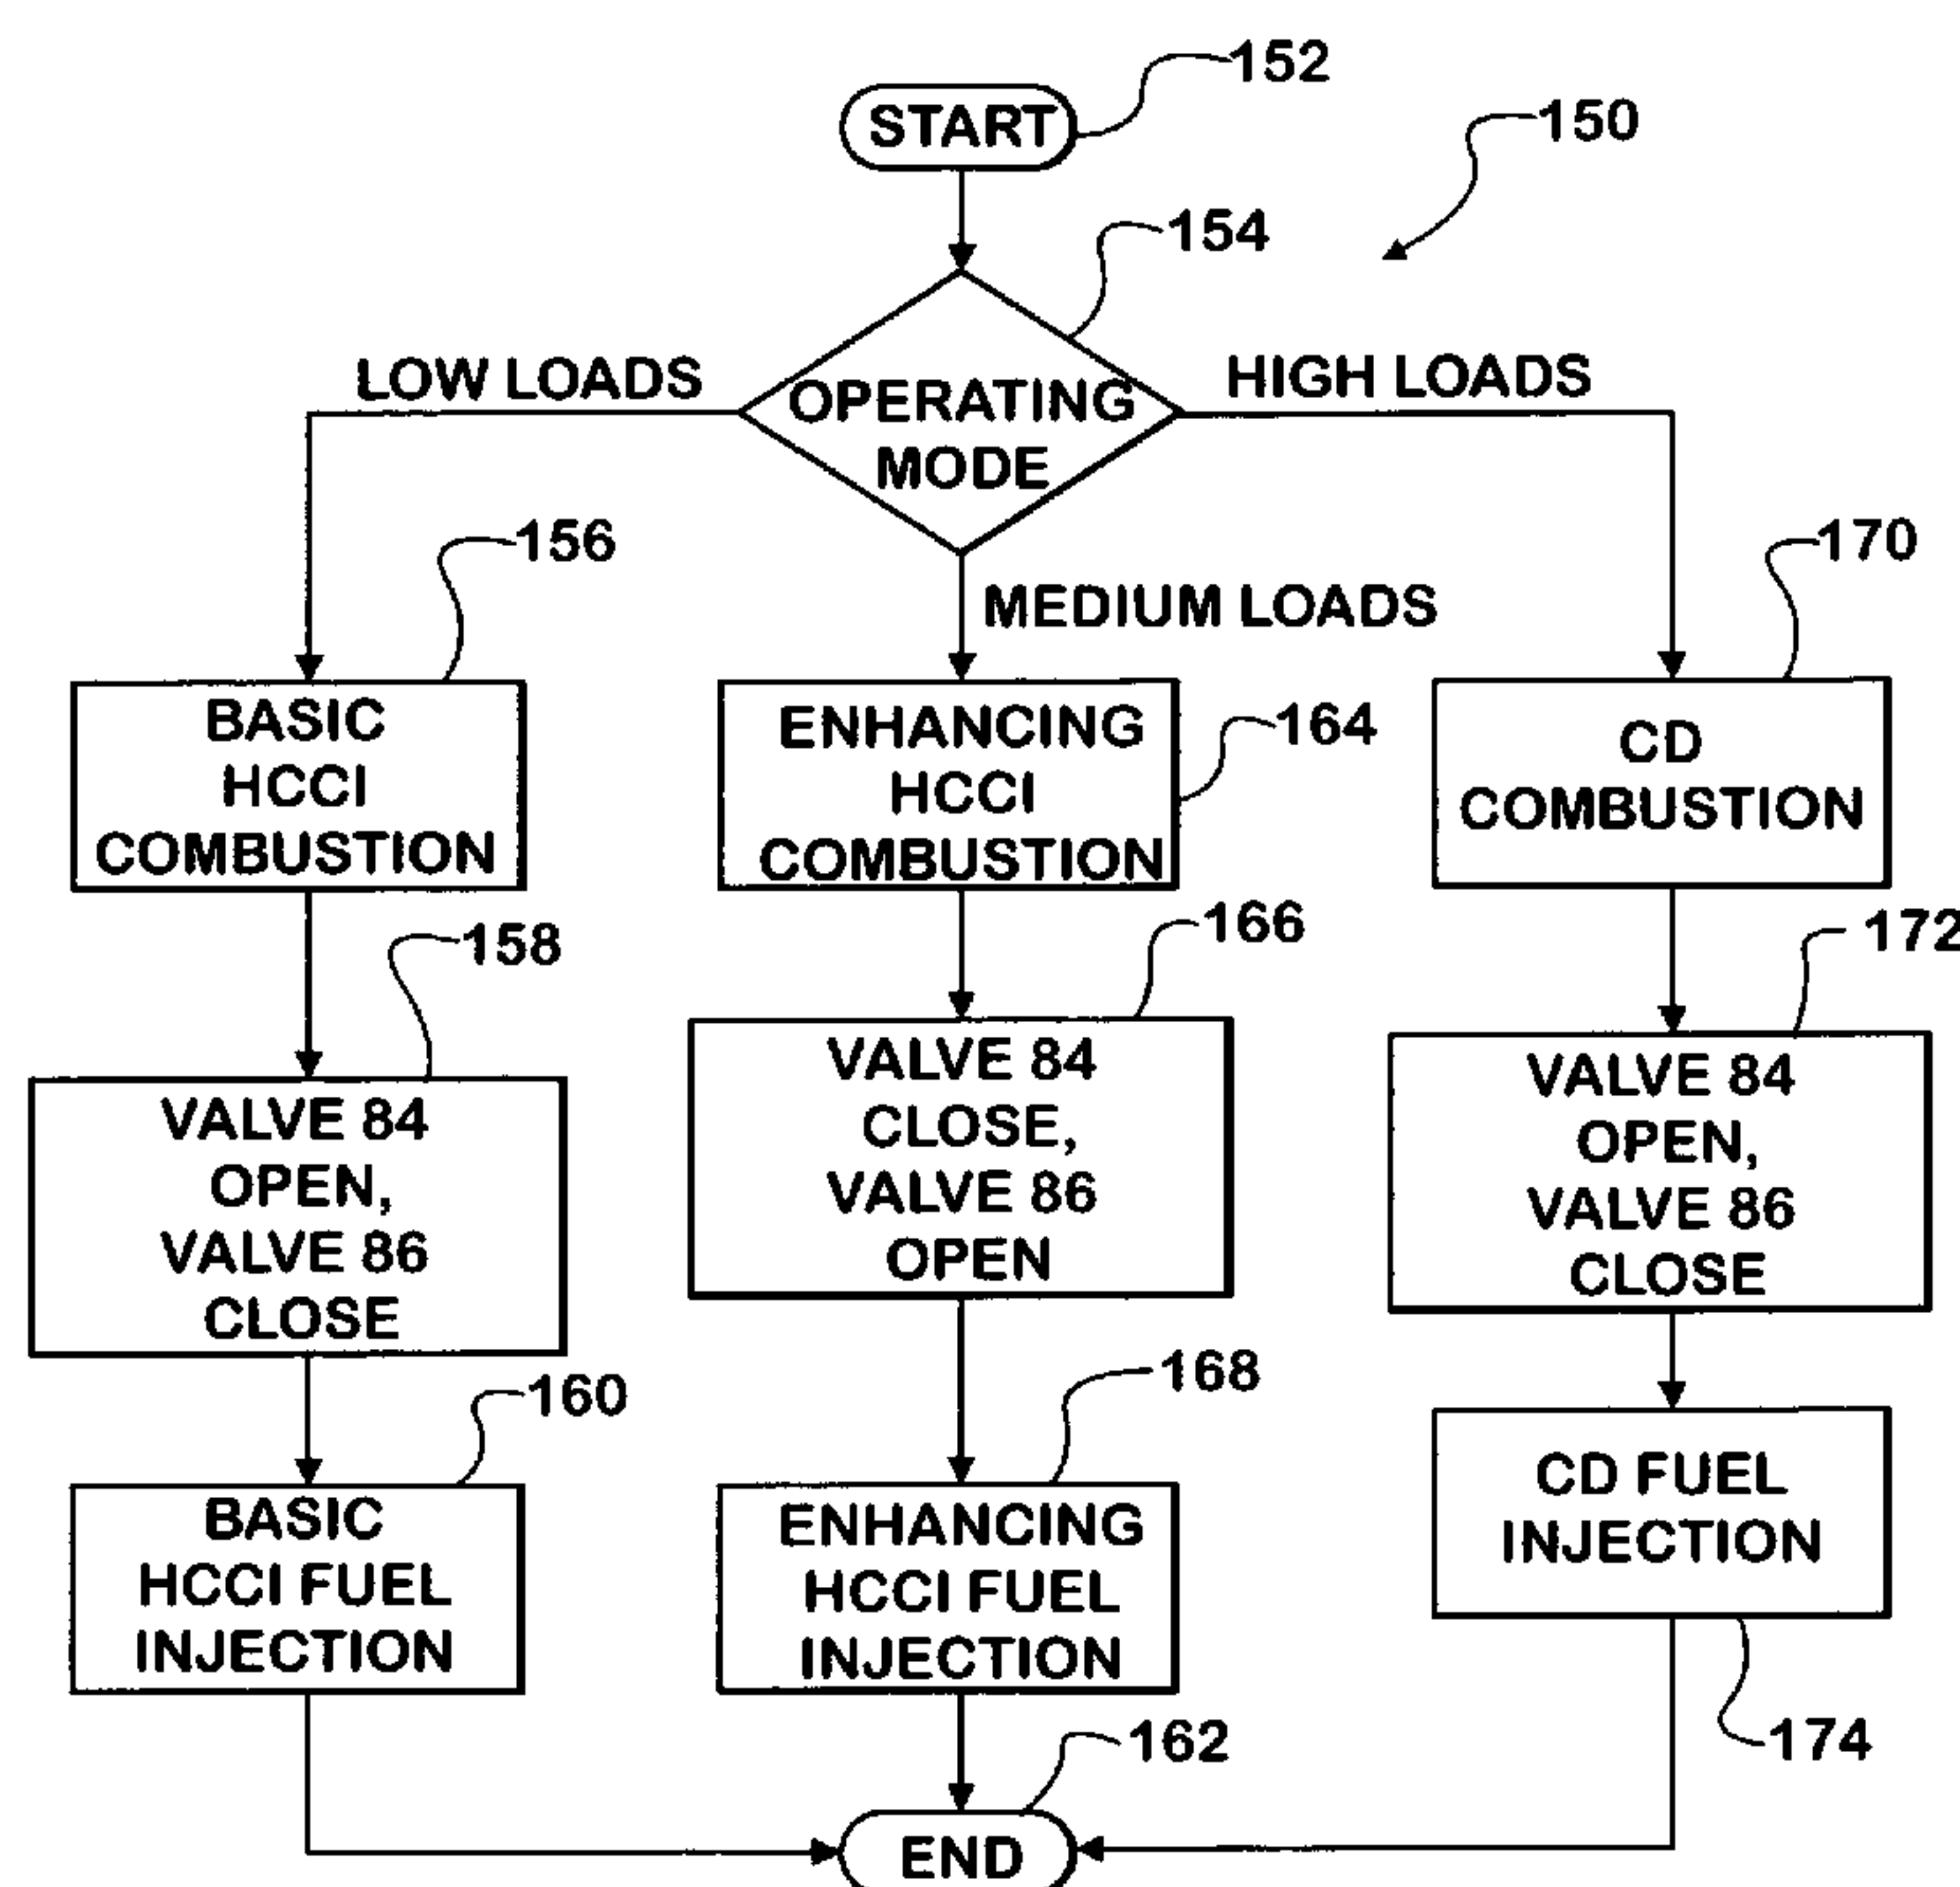 152
START
150
154
LOW LOADS
HIGH LOADS
OPERATING
MODE
156
170
MEDIUM LOADS
BASIC
HCCI
COMBUSTION
ENHANCING
HCCI
COMBUSTION
164
CD
COMBUSTION
158
166
172
VALVE 84
OPEN,
VALVE 86
CLOSE
VALVE 84
CLOSE,
VALVE 86
OPEN
VALVE 84
OPEN,
VALVE 86
CLOSE
160
168
BASIC
HCCI FUEL
INJECTION
ENHANCING
HCCI FUEL
INJECTION
CD FUEL
INJECTION
162
174
END